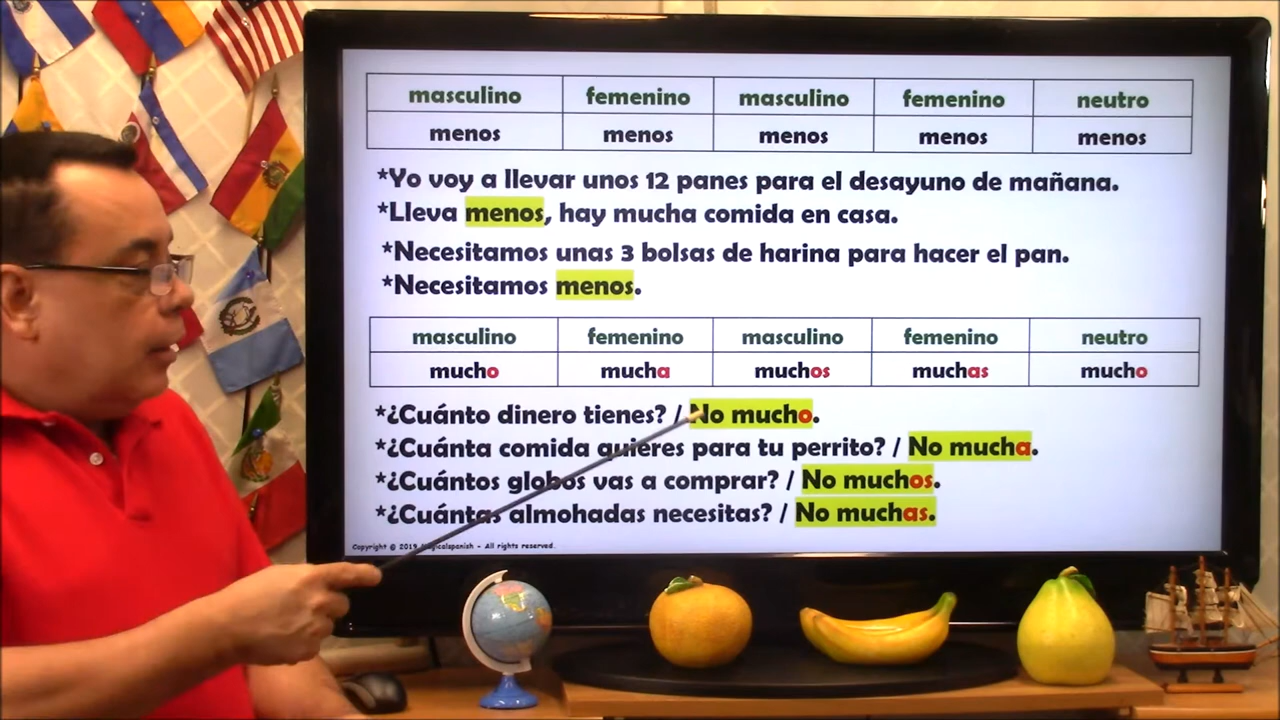 masculino femenino masculino femenino neutro
menos menos menos menos menos
*Yo voy a llevar unos 12 panes para el desayuno de mañana.
*Lleva menos, hay mucha comida en casa.
*Necesitamos unas 3 bolsas de harina para hacer el pan.
*Necesitamos menos.
masculino femenino masculino femenino neutro
mucho mucha muchos muchas mucho
*¿Cuánto dinero tienes? / No mucho.
*¿Cuánta comida quieres para tu perrito? / No mucha.
*¿Cuántos globos vas a comprar? / No muchos.
*¿Cuántas almohadas necesitas? / No muchas.
Copyright © 2019 - All rights reserved.